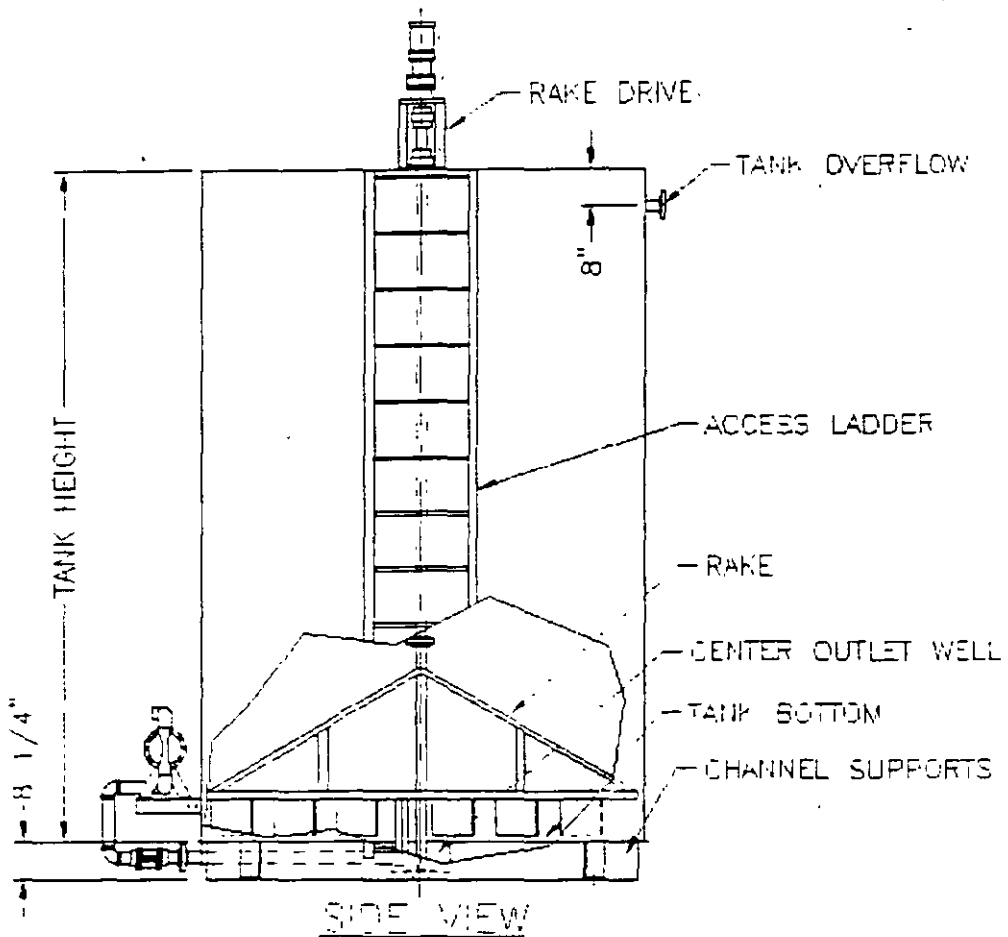 RAKE DRIVE
TANK OVERFLOW
8"
TANK HEIGHT
ACCESS LADDER
RAKE
CENTER OUTLET WELL
TANK BOTTOM
CHANNEL SUPPORTS
8 1/4"
SIDE VIEW